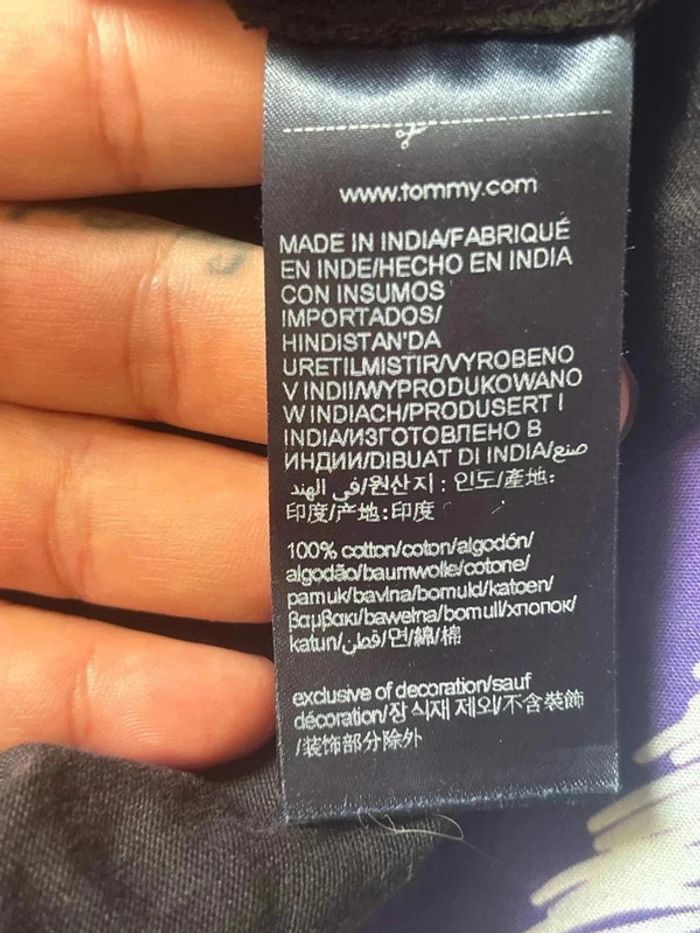 www.tommy.com
MADE IN INDIA/FABRIQUÉ
EN INDE/HECHO EN INDIA
CON INSUMOS
IMPORTADOS/
HINDISTAN'DA
URETILMISTIR/VYROBENO
V INDII/WYPRODUKOWANO
W INDIACH/PRODUSERT I
INDIA/ИЗГОТОВЛЕНО В
ИНДИИ/DIBUAT DI INDIA/صنع
في الهند/원산지 : 인도/產地:
印度/产地:印度
100% cotton/coton/algodón/
algodão/baumwolle/cotone/
pamuk/bavlna/bomuld/katoen/
βαμβακι/bawełna/bomull/хлопок/
katun/قطن/면/綿/棉
exclusive of decoration/sauf
décoration/장 식재 제외/不含裝飾
/装饰部分除外